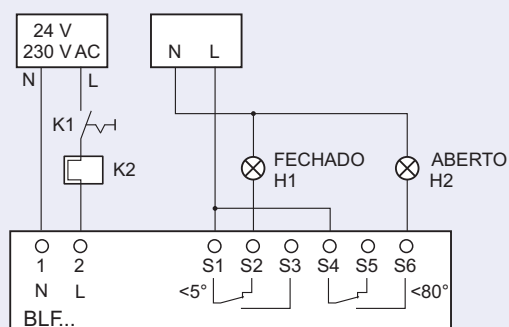 24 V
230 V AC
N L
N L
K1
K2
FECHADO
H1
ABERTO
H2
1 2 S1 S2 S3 S4 S5 S6
N L <5° <80°
BLF...